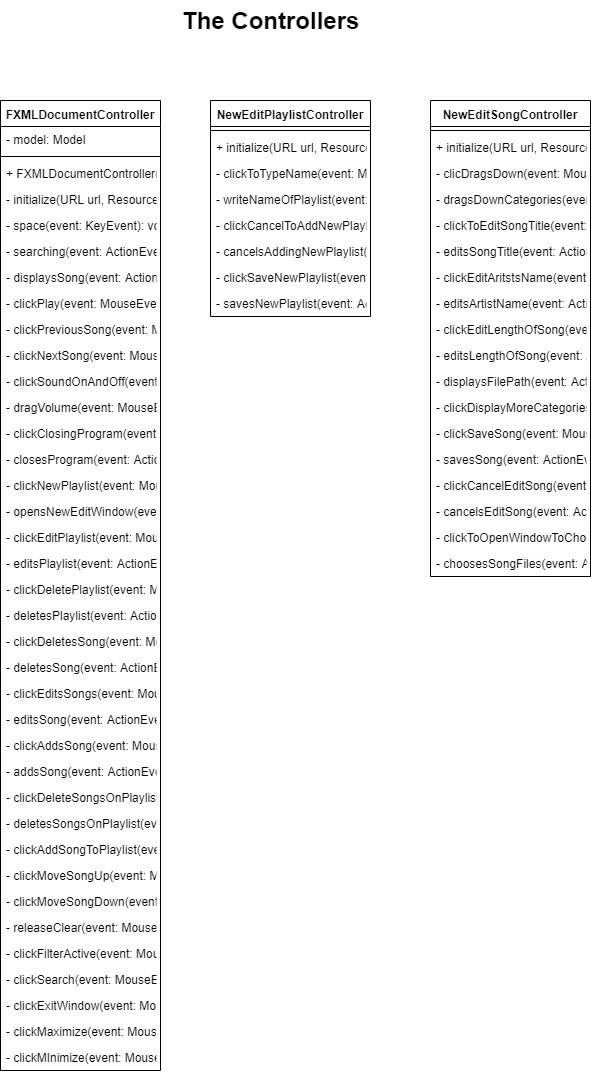 The Controllers
FXMLDocumentController
- model: Model
+ FXMLDocumentController(
- initialize(URL url, Resource
- space(event: KeyEvent): vo
- searching(event: ActionEve
- displaysSong(event: Action
- clickPlay(event: MouseEve
- clickPreviousSong(event: M
- clickNextSong(event: Mous
- clickSoundOnAndOff(event
- dragVolume(event: MouseE
- clickClosingProgram(event
- closesProgram(event: Actic
- clickNewPlaylist(event: Mo
- opensNewEditWindow(eve
- clickEditPlaylist(event: Mou
- editsPlaylist(event: ActionE
- clickDeletePlaylist(event: M
- deletesPlaylist(event: Actio
- clickDeletesSong(event: M
- deletesSong(event: ActionE
- clickEditsSongs(event: Mou
- editsSong(event: ActionEve
- clickAddsSong(event: Mous
- addsSong(event: ActionEve
- clickDeleteSongsOnPlaylis
- deletesSongsOnPlaylist(ev
- clickAddSongToPlaylist(eve
- clickMoveSongUp(event: M
- clickMoveSongDown(event
- releaseClear(event: Mouse
- clickFilterActive(event: Mou
- clickSearch(event: MouseE
- clickExitWindow(event: Mo
- clickMaximize(event: Mous
- clickMInimize(event: Mouse
NewEditPlaylistController
+ initialize(URL url, Resourc
- clickToTypeName(event: M
- writeNameOfPlaylist(event:
- clickCancelToAddNewPlayl
- cancelsAddingNewPlaylist(
- clickSaveNewPlaylist(even
- savesNewPlaylist(event: A
NewEditSongController
+ initialize(URL url, Resourc
- clicDragsDown(event: Mou
- dragsDownCategories(eve
- clickToEditSongTitle(event:
- editsSongTitle(event: Actio
- clickEditAritstsName(event
- editsArtistName(event: Acti
- clickEditLengthOfSong(eve
- editsLengthOfSong(event:
- displaysFilePath(event: Act
- clickDisplayMoreCategorie
- clickSaveSong(event: Mou
- savesSong(event: ActionEv
- clickCancelEditSong(event
- cancelsEditSong(event: Ac
- clickToOpenWindowToCho
- choosesSongFiles(event: A